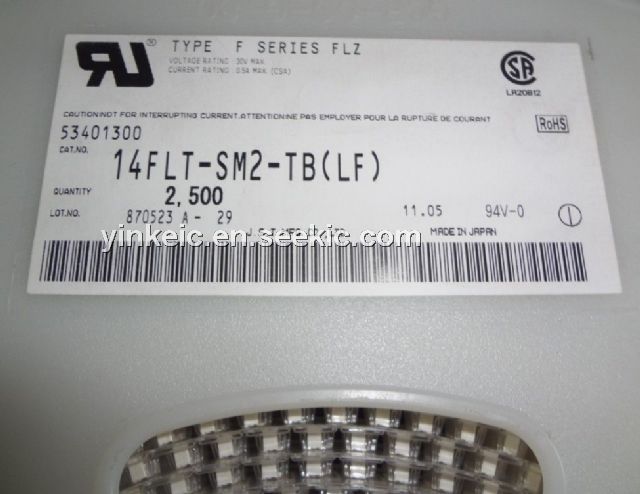 TYPE F SERIES FLZ
VOLTAGE RATING 30V MAX.
CURRENT RATING 0.5A MAX. (CSA)
LR20812
CAUTION:NOT FOR INTERRUPTING CURRENT.ATTENTION:NE PAS EMPLOYER POUR LA RUPTURE DE COURANT
53401300
RoHS
CAT.NO. 14FLT-SM2-TB(LF)
QUANTITY 2,500
LOT.NO. 870523 A - 29 11.05 94V-0
yinkeic.cn.seekic.com
MADE IN JAPAN